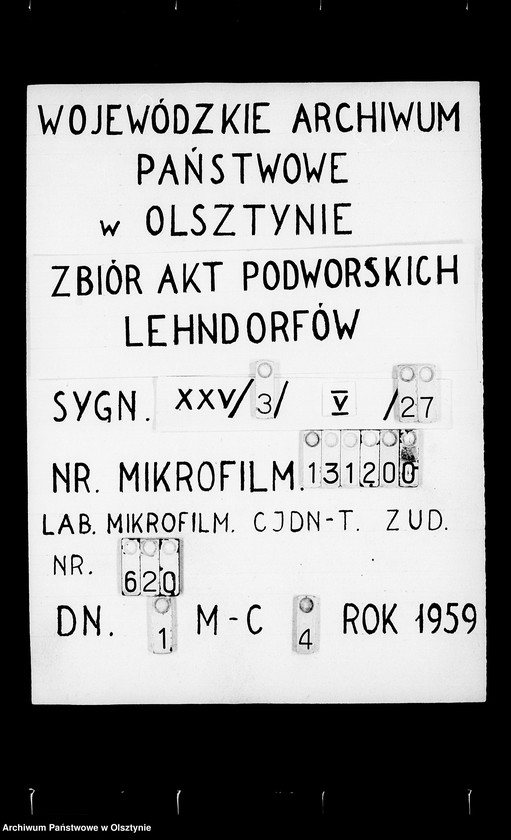 WOJEWÓDZKIE ARCHIWUM
PAŃSTWOWE
w OLSZTYNIE
ZBIÓR AKT PODWORSKICH
LEHNDORFÓW
SYGN. XXV/3/ V /27
NR. MIKROFILM. 131200
LAB. MIKROFILM. CJDN-T. ZUD.
NR. 620
DN. 1 M-C 4 ROK 1959
Archiwum Państwowe w Olsztynie